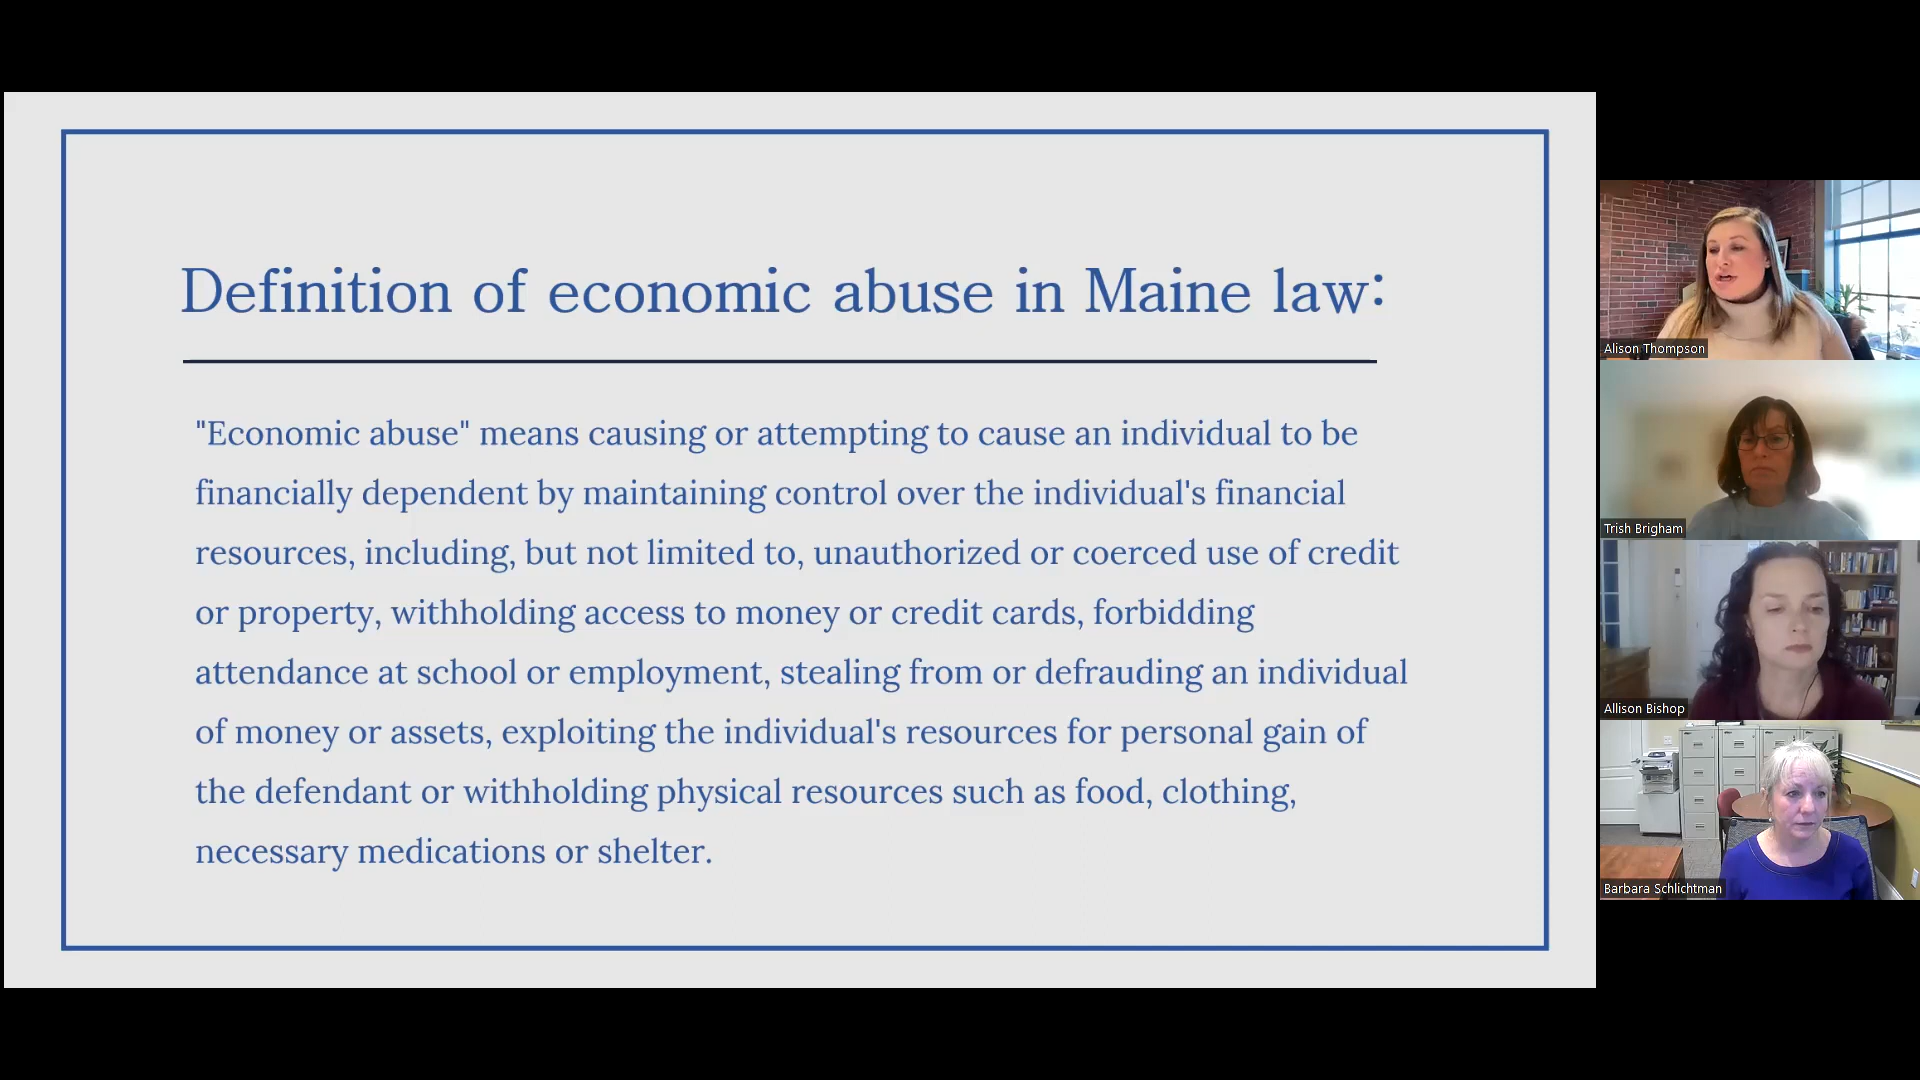 Definition of economic abuse in Maine law:
"Economic abuse" means causing or attempting to cause an individual to be
financially dependent by maintaining control over the individual's financial
resources, including, but not limited to, unauthorized or coerced use of credit
or property, withholding access to money or credit cards, forbidding
attendance at school or employment, stealing from or defrauding an individual
of money or assets, exploiting the individual's resources for personal gain of
the defendant or withholding physical resources such as food, clothing,
necessary medications or shelter.
Alison Thompson
Trish Brigham
Allison Bishop
Barbara Schlichtman